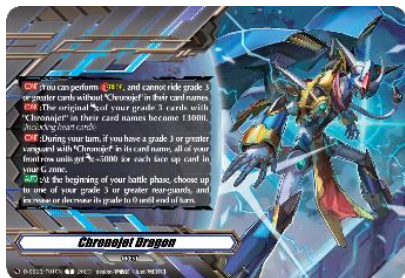 CONT :You can perform , and cannot ride grade 3
or greater cards without "Chronojet" in their card names.
CONT :The original of your grade 3 cards with
"Chronojet" in their card names become 13000.
(Including heart cards)
CONT :During your turn, if you have a grade 3 or greater
vanguard with "Chronojet" in its card name, all of your
front row units get +5000 for each face up card in
your G zone.
AUTO :At the beginning of your battle phase, choose up
to one of your grade 3 or greater rear-guards, and
increase or decrease its grade to 0 until end of turn.
Chronojet Dragon